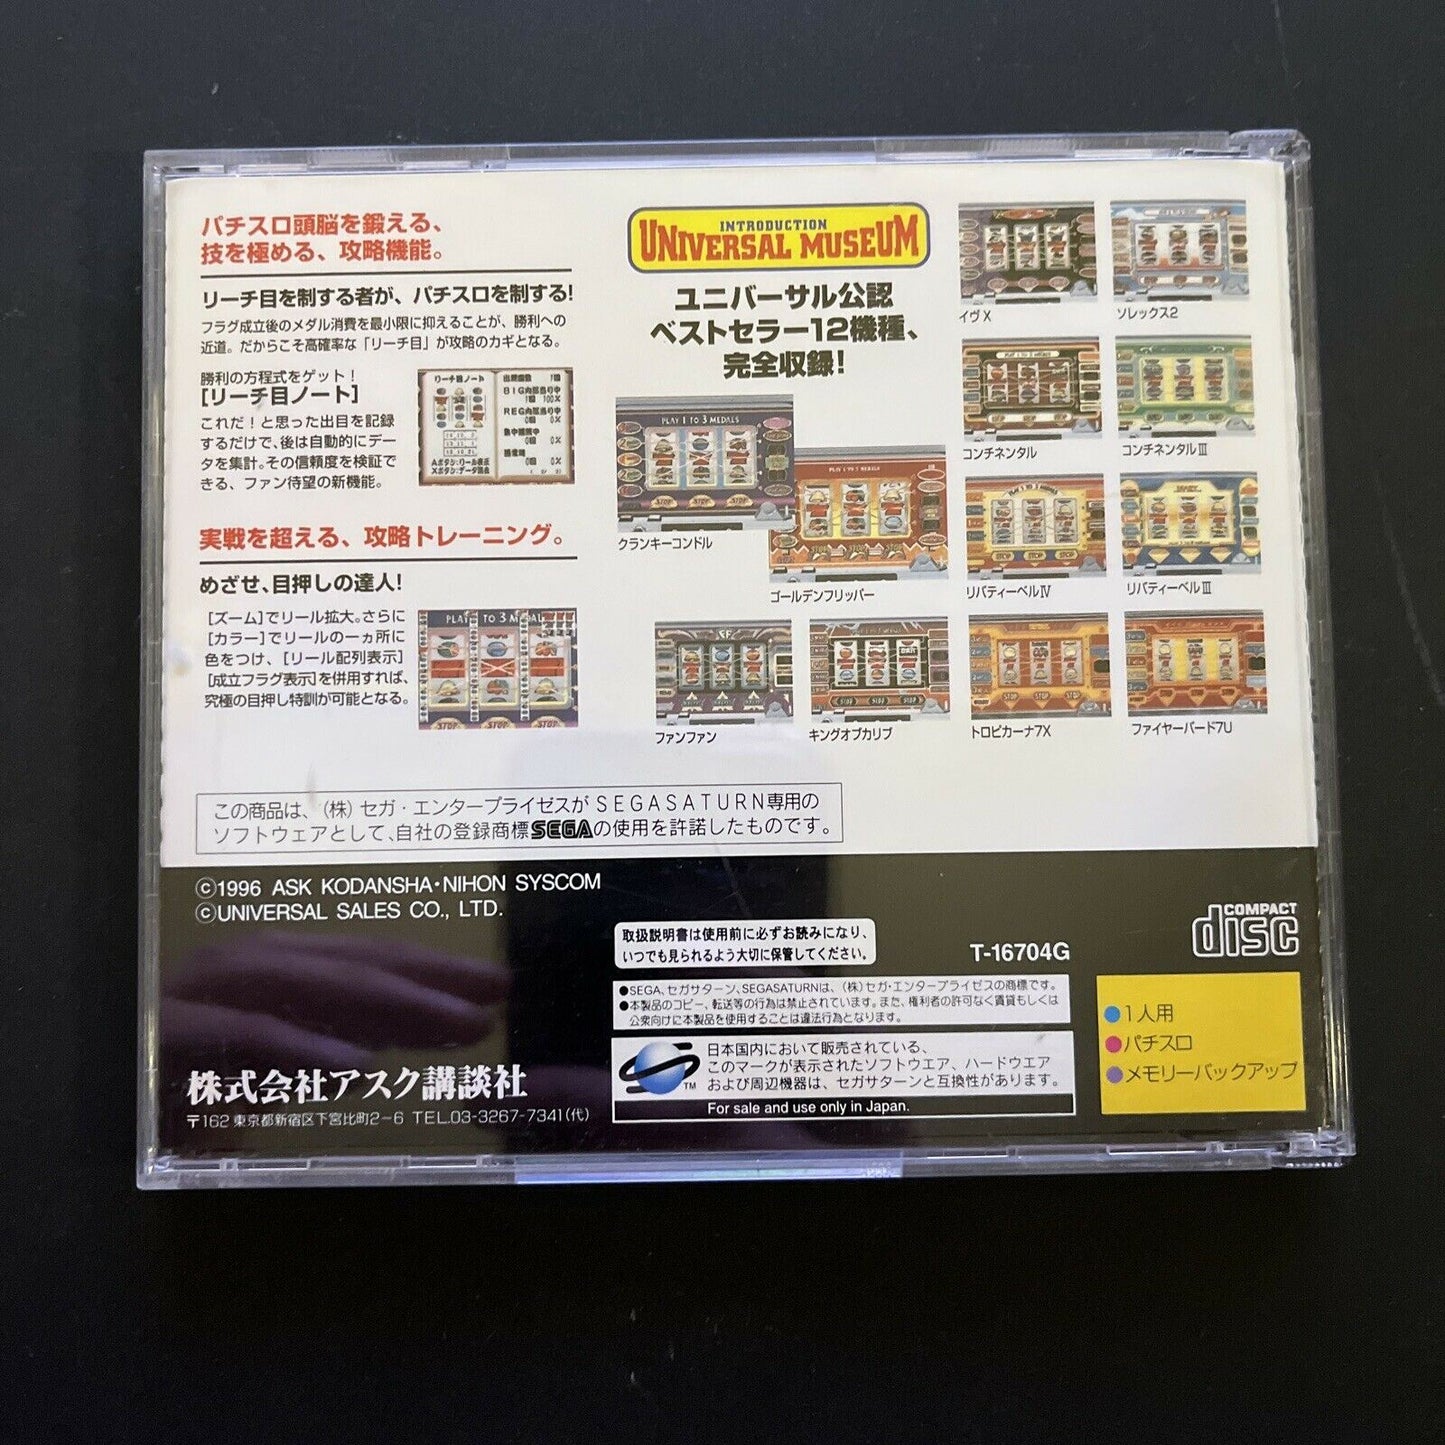 パチスロ頭脳を鍛える、
技を極める、攻略機能。
リーチ目を制する者が、パチスロを制する!
フラグ成立後のメダル消費を最小限に抑えることが、勝利への
近道。だからこそ高確率な「リーチ目」が攻略のカギとなる。
勝利の方程式をゲット!
[リーチ目ノート]
これだ!と思った出目を記録
するだけで、後は自動的にデー
タを集計。その信頼度を検証で
きる、ファン待望の新機能。
リーチ目ノート
実戦を超える、攻略トレーニング。
めざせ、目押しの達人!
[ズーム]でリール拡大。さらに
[カラー]でリールの一ヵ所に
色をつけ、[リール配列表示]
[成立フラグ表示]を併用すれば、
究極の目押し特訓が可能となる。
INTRODUCTION
UNIVERSAL MUSEUM
ユニバーサル公認
ベストセラー12機種、
完全収録!
PLAY 1 TO 3 MEDALS
クランキーコンドル
ゴールデンフリッパー
イヴX
ソレックス2
コンチネンタル
コンチネンタルⅢ
リバティーベルⅣ
リバティーベルⅢ
ファンファン
キングオブカリブ
トロピカーナ7X
ファイヤーバード7U
この商品は、(株)セガ・エンタープライゼスがSEGASATURN専用の
ソフトウェアとして、自社の登録商標SEGAの使用を許諾したものです。
©1996 ASK KODANSHA・NIHON SYSCOM
©UNIVERSAL SALES CO., LTD.
株式会社アスク講談社
〒162 東京都新宿区下宮比町2-6 TEL.03-3267-7341(代)
取扱説明書は使用前に必ずお読みになり、
いつでも見られるよう大切に保管してください。
T-16704G
COMPACT
disc
●SEGA、セガサターン、SEGASATURNは、(株)セガ・エンタープライゼスの商標です。
●本製品のコピー、転送等の行為は禁止されています。また、権利者の許可なく賃貸もしくは
公衆向けに本製品を使用することは違法行為となります。
日本国内において販売されている、
このマークが表示されたソフトウエア、ハードウエア
および周辺機器は、セガサターンと互換性があります。
TM
For sale and use only in Japan.
●1人用
●パチスロ
●メモリーバックアップ